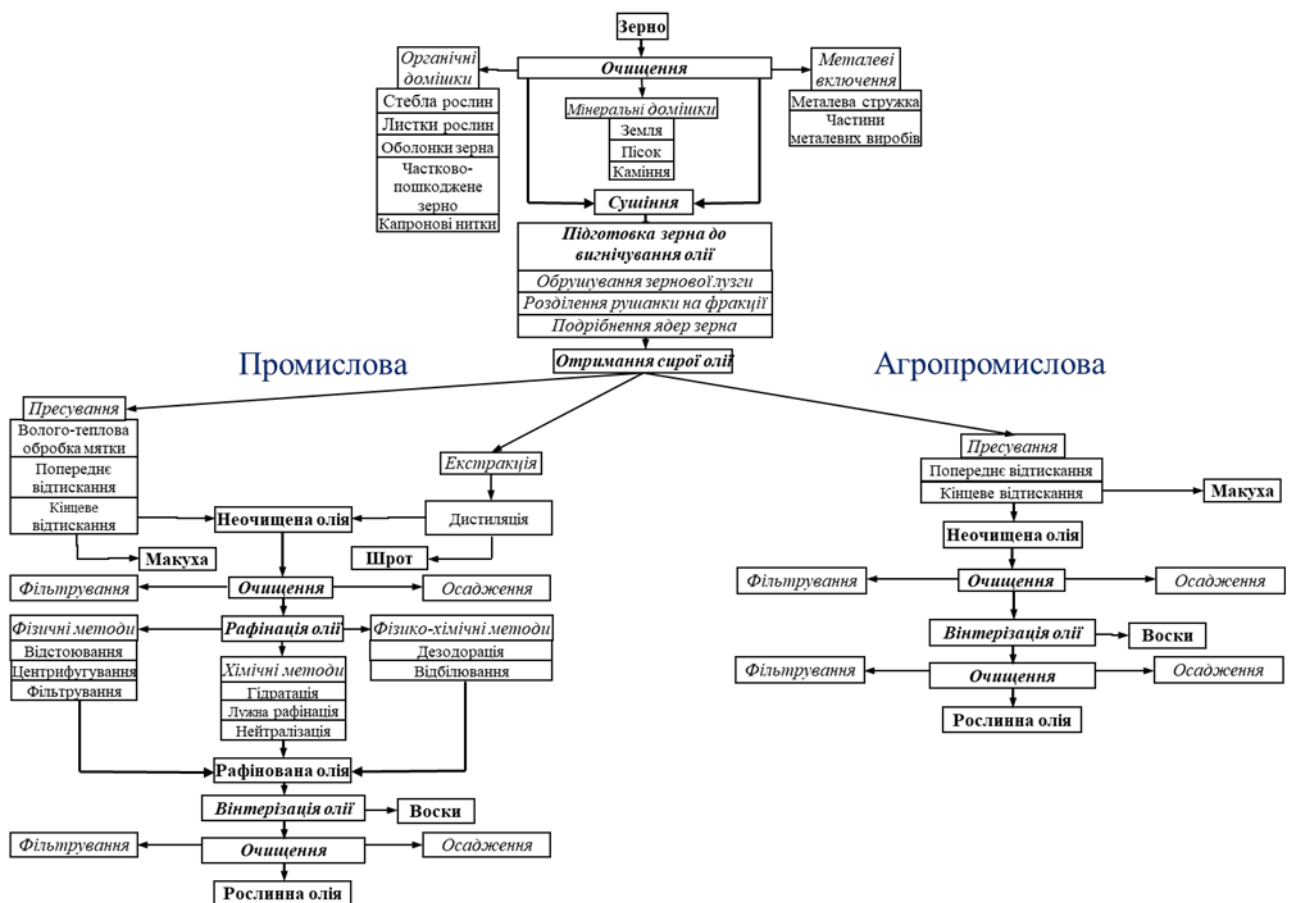 Зерно
Органічні
домішки
Очищення
Металеві
включення
Стебла рослин
Листки рослин
Оболонки зерна
Частково-
пошкоджене
зерно
Капронові нитки
Мінеральні домішки
Земля
Пісок
Каміння
Металева стружка
Частини
металевих виробів
Сушіння
Підготовка зерна до
вигнічування олії
Обрушування зернової лузги
Розділення рушанки на фракції
Подрібнення ядер зерна
Отримання сирої олії
Промислова
Агропромислова
Пресування
Волого-теплова
обробка мятки
Попереднє
відтискання
Кінцеве
відтискання
Екстракція
Дистиляція
Неочищена олія
Макуха
Шрот
Фільтрування
Очищення
Осадження
Фізичні методи
Рафінація олії
Фізико-хімічні методи
Відстоювання
Центрифугування
Фільтрування
Хімічні методи
Гідратація
Лужна рафінація
Нейтралізація
Дезодорація
Відбілювання
Рафінована олія
Вінтерізація олії
Воски
Фільтрування
Очищення
Осадження
Рослинна олія
Пресування
Попереднє відтискання
Кінцеве відтискання
Макуха
Неочищена олія
Фільтрування
Очищення
Осадження
Вінтерізація олії
Воски
Фільтрування
Очищення
Осадження
Рослинна олія